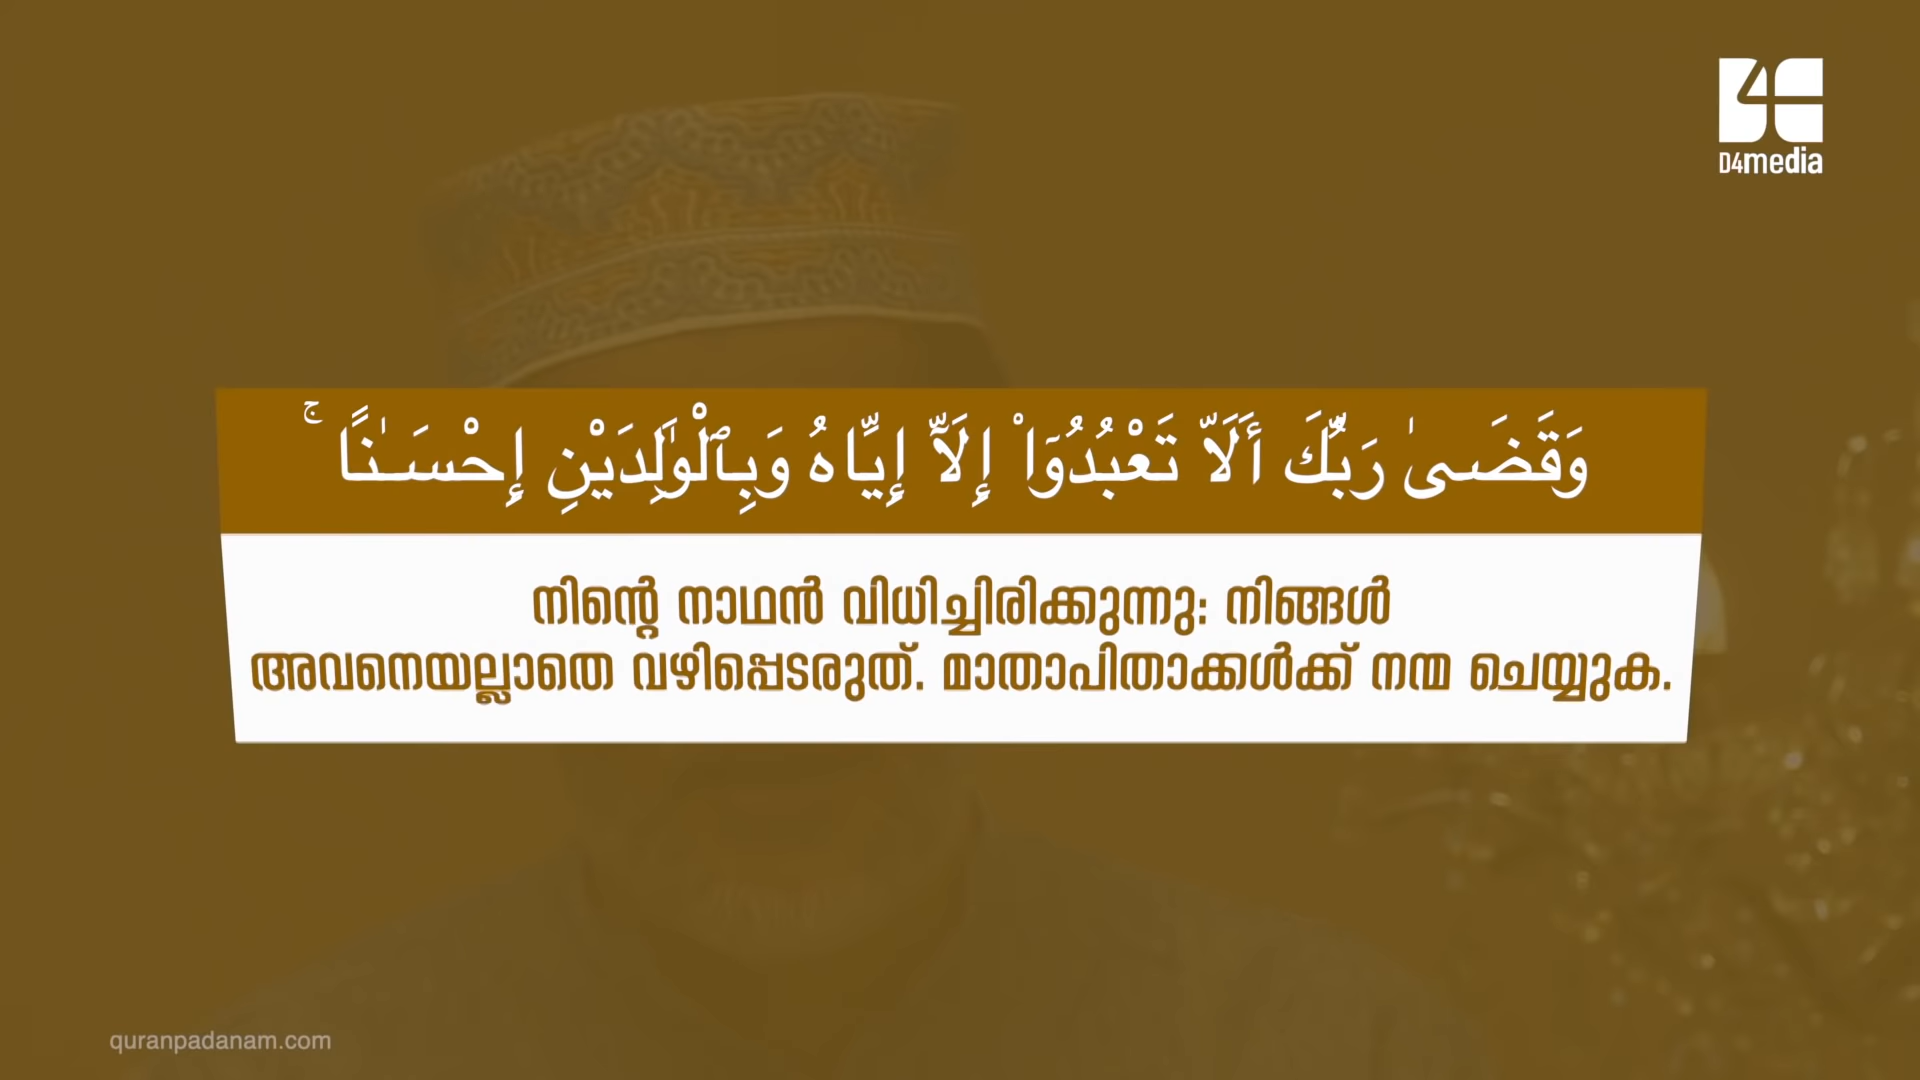 D4media
وَقَضَىٰ رَبُّكَ أَلَّا تَعْبُدُوٓا۟ إِلَّآ إِيَّاهُ وَبِٱلْوَٰلِدَيْنِ إِحْسَـٰنًا ۚ
നിന്റെ നാഥൻ വിധിച്ചിരിക്കുന്നു: നിങ്ങൾ
അവനെയല്ലാതെ വഴിപ്പെടരുത്. മാതാപിതാക്കൾക്ക് നന്മ ചെയ്യുക.
quranpadanam.com